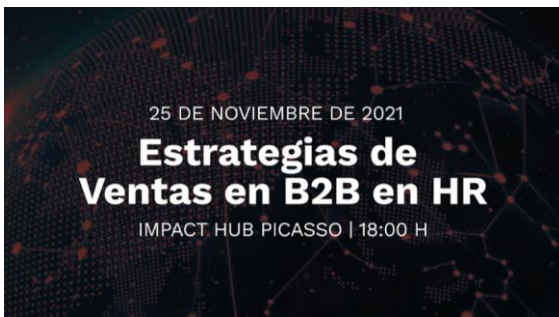 25 DE NOVIEMBRE DE 2021
Estrategias de
Ventas en B2B en HR
IMPACT HUB PICASSO | 18:00 H